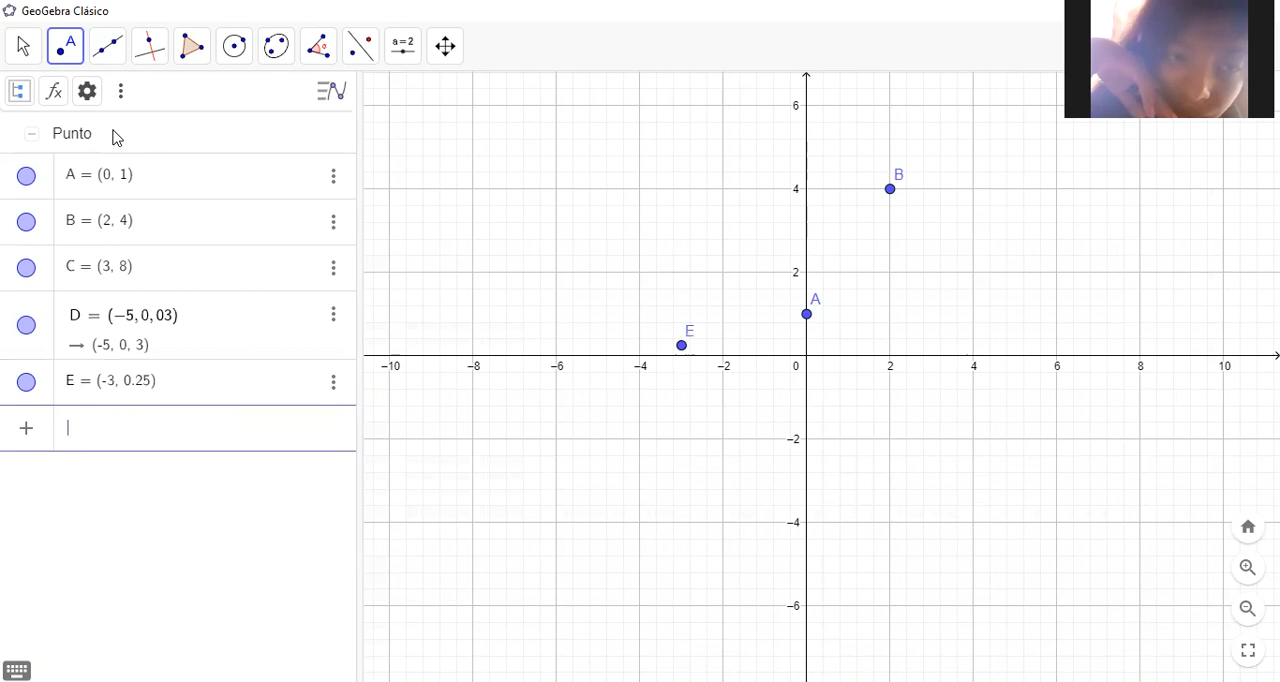 GeoGebra Clásico
A
a=2
fx
Punto
A = (0, 1)
B = (2, 4)
C = (3, 8)
D = (−5, 0, 03)
→ (-5, 0, 3)
E = (-3, 0.25)
+
6
4
2
−2
−4
−6
−10
−8
−6
−4
−2
0
2
4
6
8
10
B
A
E